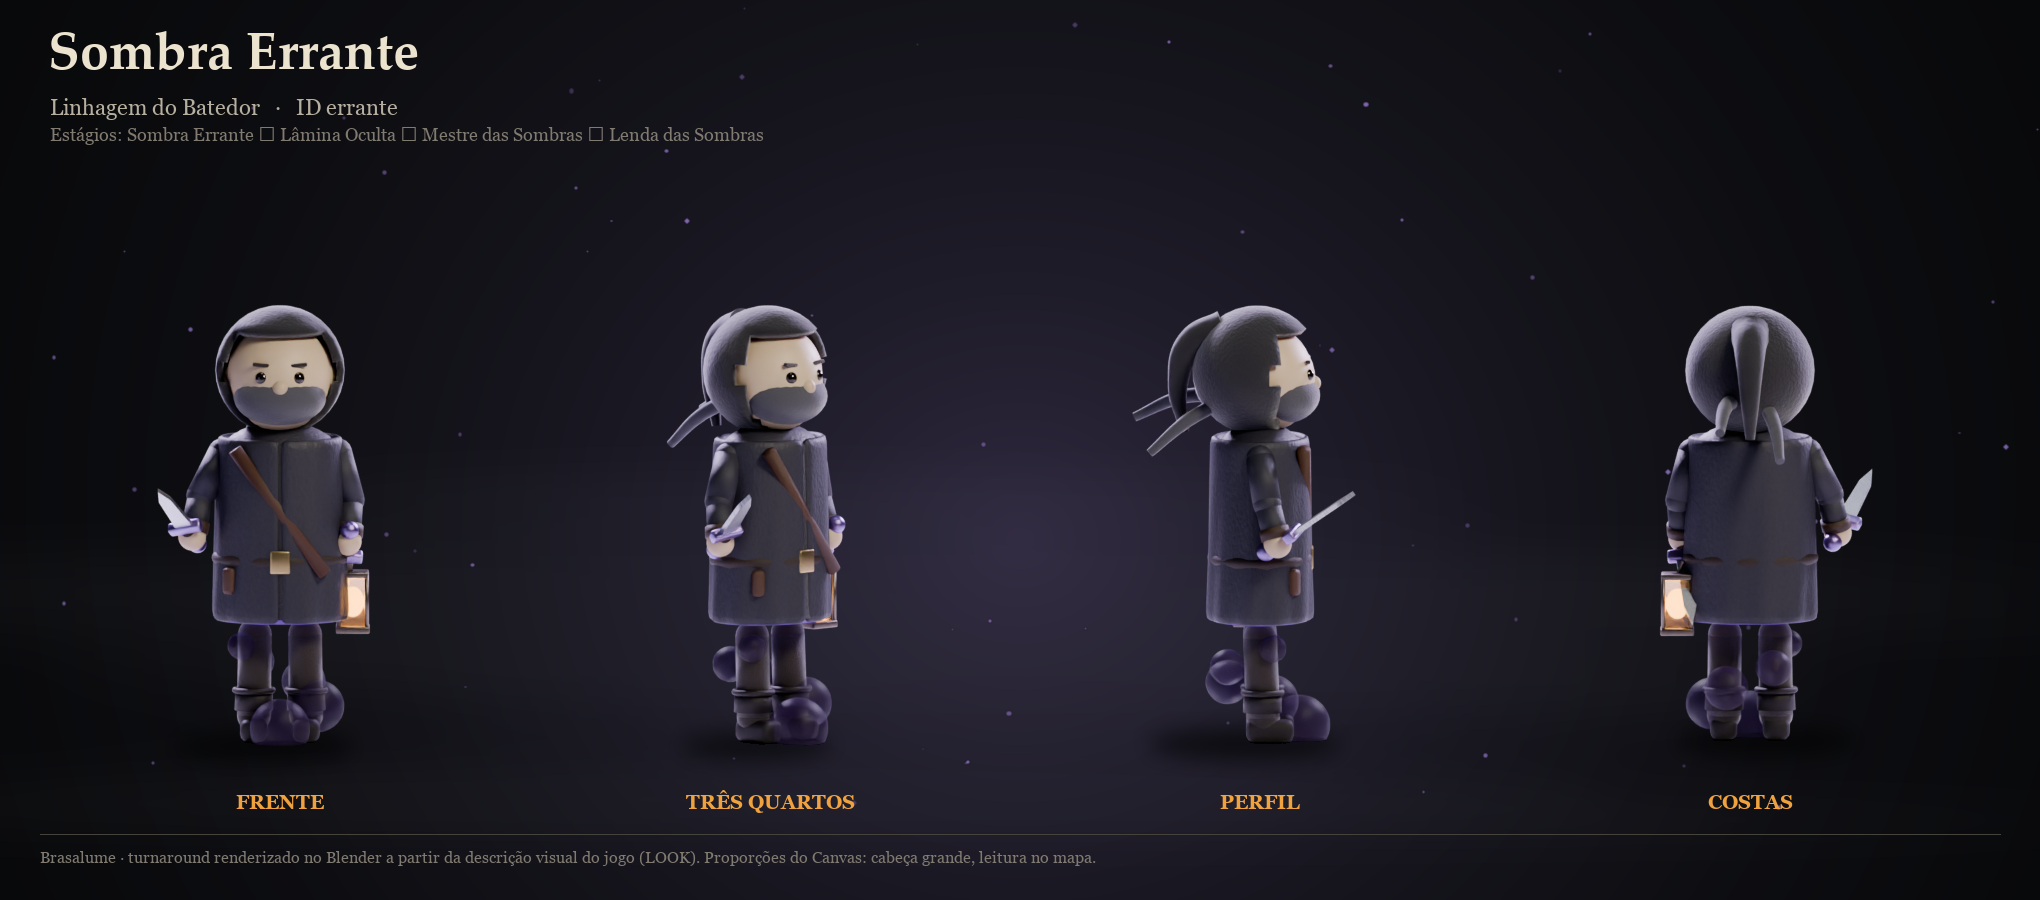 Sombra Errante
Linhagem do Batedor · ID errante
Estágios: Sombra Errante □ Lâmina Oculta □ Mestre das Sombras □ Lenda das Sombras
FRENTE
TRÊS QUARTOS
PERFIL
COSTAS
Brasalume · turnaround renderizado no Blender a partir da descrição visual do jogo (LOOK). Proporções do Canvas: cabeça grande, leitura no mapa.